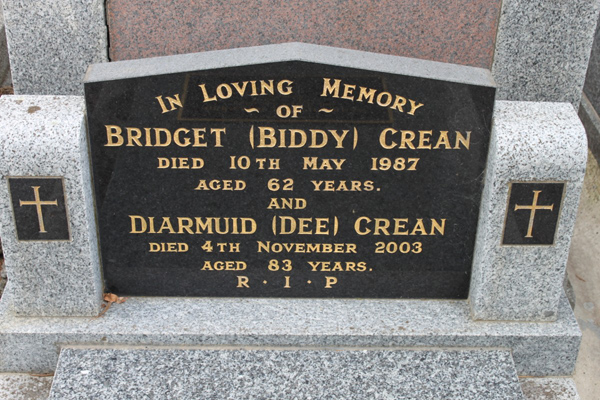 IN LOVING MEMORY
~ OF ~
BRIDGET (BIDDY) CREAN
DIED 10TH MAY 1987
AGED 62 YEARS.
AND
DIARMUID (DEE) CREAN
DIED 4TH NOVEMBER 2003
AGED 83 YEARS.
R · I · P